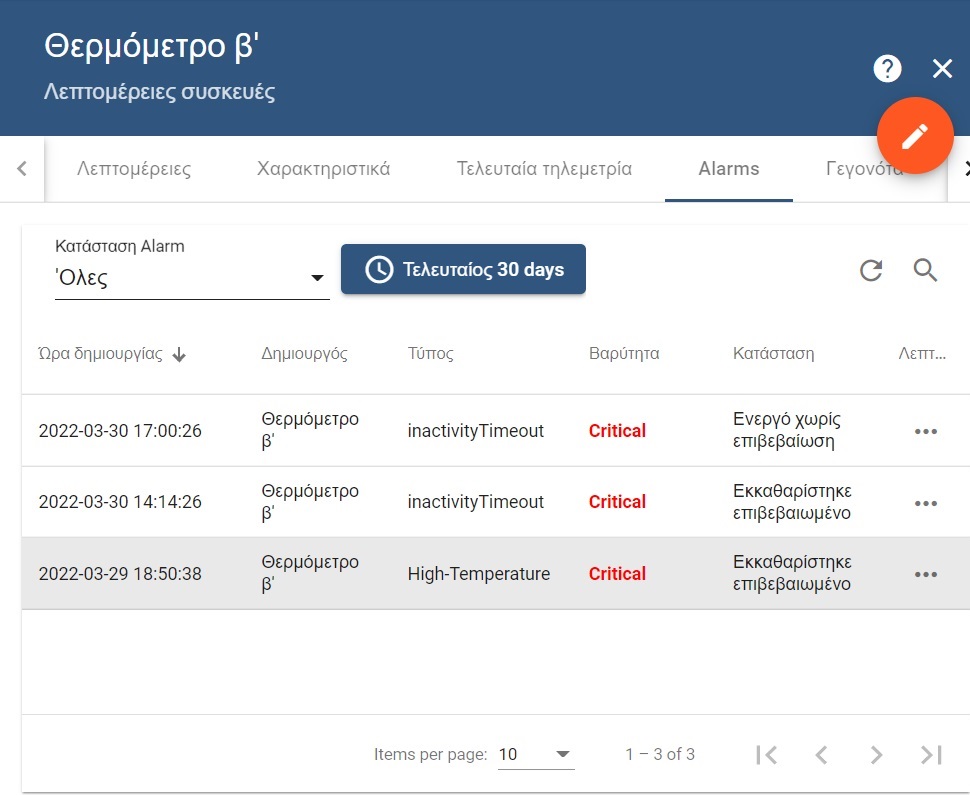 Θερμόμετρο β'
Λεπτομέρειες συσκευές
Λεπτομέρειες Χαρακτηριστικά Τελευταία τηλεμετρία Alarms Γεγονότα
Κατάσταση Alarm
Όλες
Τελευταίος 30 days
Ώρα δημιουργίας Δημιουργός Τύπος Βαρύτητα Κατάσταση Λεπτ...
2022-03-30 17:00:26 Θερμόμετρο β' inactivityTimeout Critical Ενεργό χωρίς επιβεβαίωση
2022-03-30 14:14:26 Θερμόμετρο β' inactivityTimeout Critical Εκκαθαρίστηκε επιβεβαιωμένο
2022-03-29 18:50:38 Θερμόμετρο β' High-Temperature Critical Εκκαθαρίστηκε επιβεβαιωμένο
Items per page: 10 1 – 3 of 3